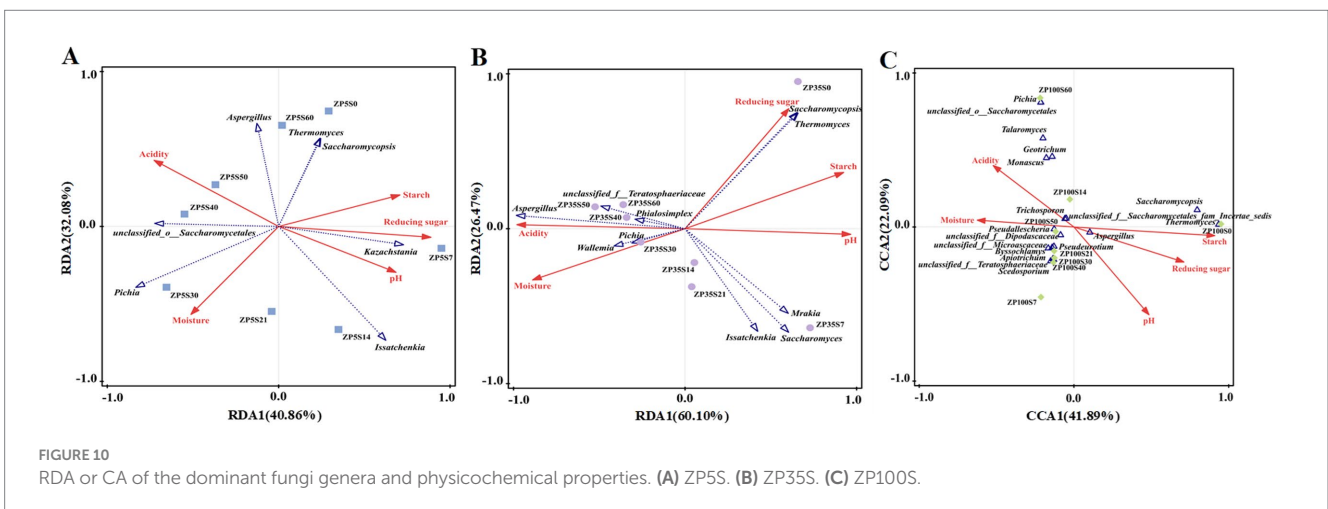 A
1.0
ZP5S0
Aspergillus
ZP5S60
Thermomyces
Saccharomycopsis
Acidity
ZP5S50
Starch
ZP5S40
RDA2(32.08%)
0.0
Reducing sugar
unclassified_o__Saccharomycetales
Kazachstania
ZP5S7
pH
Pichia
ZP5S30
Moisture
ZP5S21
ZP5S14
Issatchenkia
-1.0
-1.0
0.0
1.0
RDA1(40.86%)
B
1.0
ZP35S0
Reducing sugar
Saccharomycopsis
Thermomyces
Starch
unclassified_f__Teratosphaeriaceae
ZP35S50
ZP35S60
Aspergillus
ZP35S40
Phialosimplex
RDA2(26.47%)
0.0
Acidity
Pichia
pH
Wallemia
ZP35S30
ZP35S14
Moisture
ZP35S21
Mrakia
Issatchenkia
ZP35S7
Saccharomyces
-1.0
-1.0
0.0
1.0
RDA1(60.10%)
C
1.0
ZP100S60
Pichia
unclassified_o__Saccharomycetales
Talaromyces
Geotrichum
Acidity
Monascus
ZP100S14
Saccharomycopsis
Moisture
Trichosporon
ZP100S50
unclassified_f__Saccharomycetales_fam_Incertae_sedis
Thermomyces
ZP100S0
CCA2(22.09%)
0.0
Pseudallescheria
unclassified_f__Dipodascaceae
Aspergillus
Starch
unclassified_f__Microascaceae
Pseudeurotium
Byssochlamys
ZP100S21
Apiotrichum
ZP100S30
Reducing sugar
unclassified_f__Teratosphaeriaceae
ZP100S40
Scedosporium
ZP100S7
pH
-1.0
-1.0
0.0
1.0
CCA1(41.89%)
FIGURE 10
RDA or CA of the dominant fungi genera and physicochemical properties. (A) ZP5S. (B) ZP35S. (C) ZP100S.